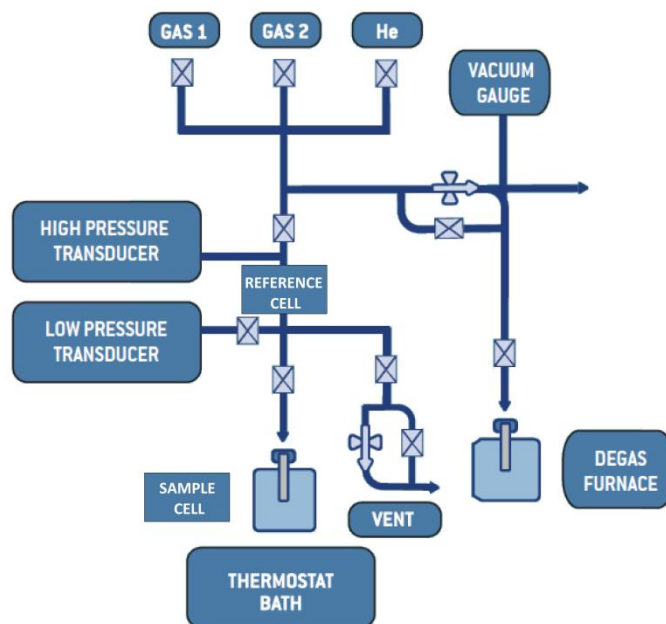 GAS 1
GAS 2
He
VACUUM
GAUGE
HIGH PRESSURE
TRANSDUCER
REFERENCE
CELL
LOW PRESSURE
TRANSDUCER
SAMPLE
CELL
VENT
DEGAS
FURNACE
THERMOSTAT
BATH